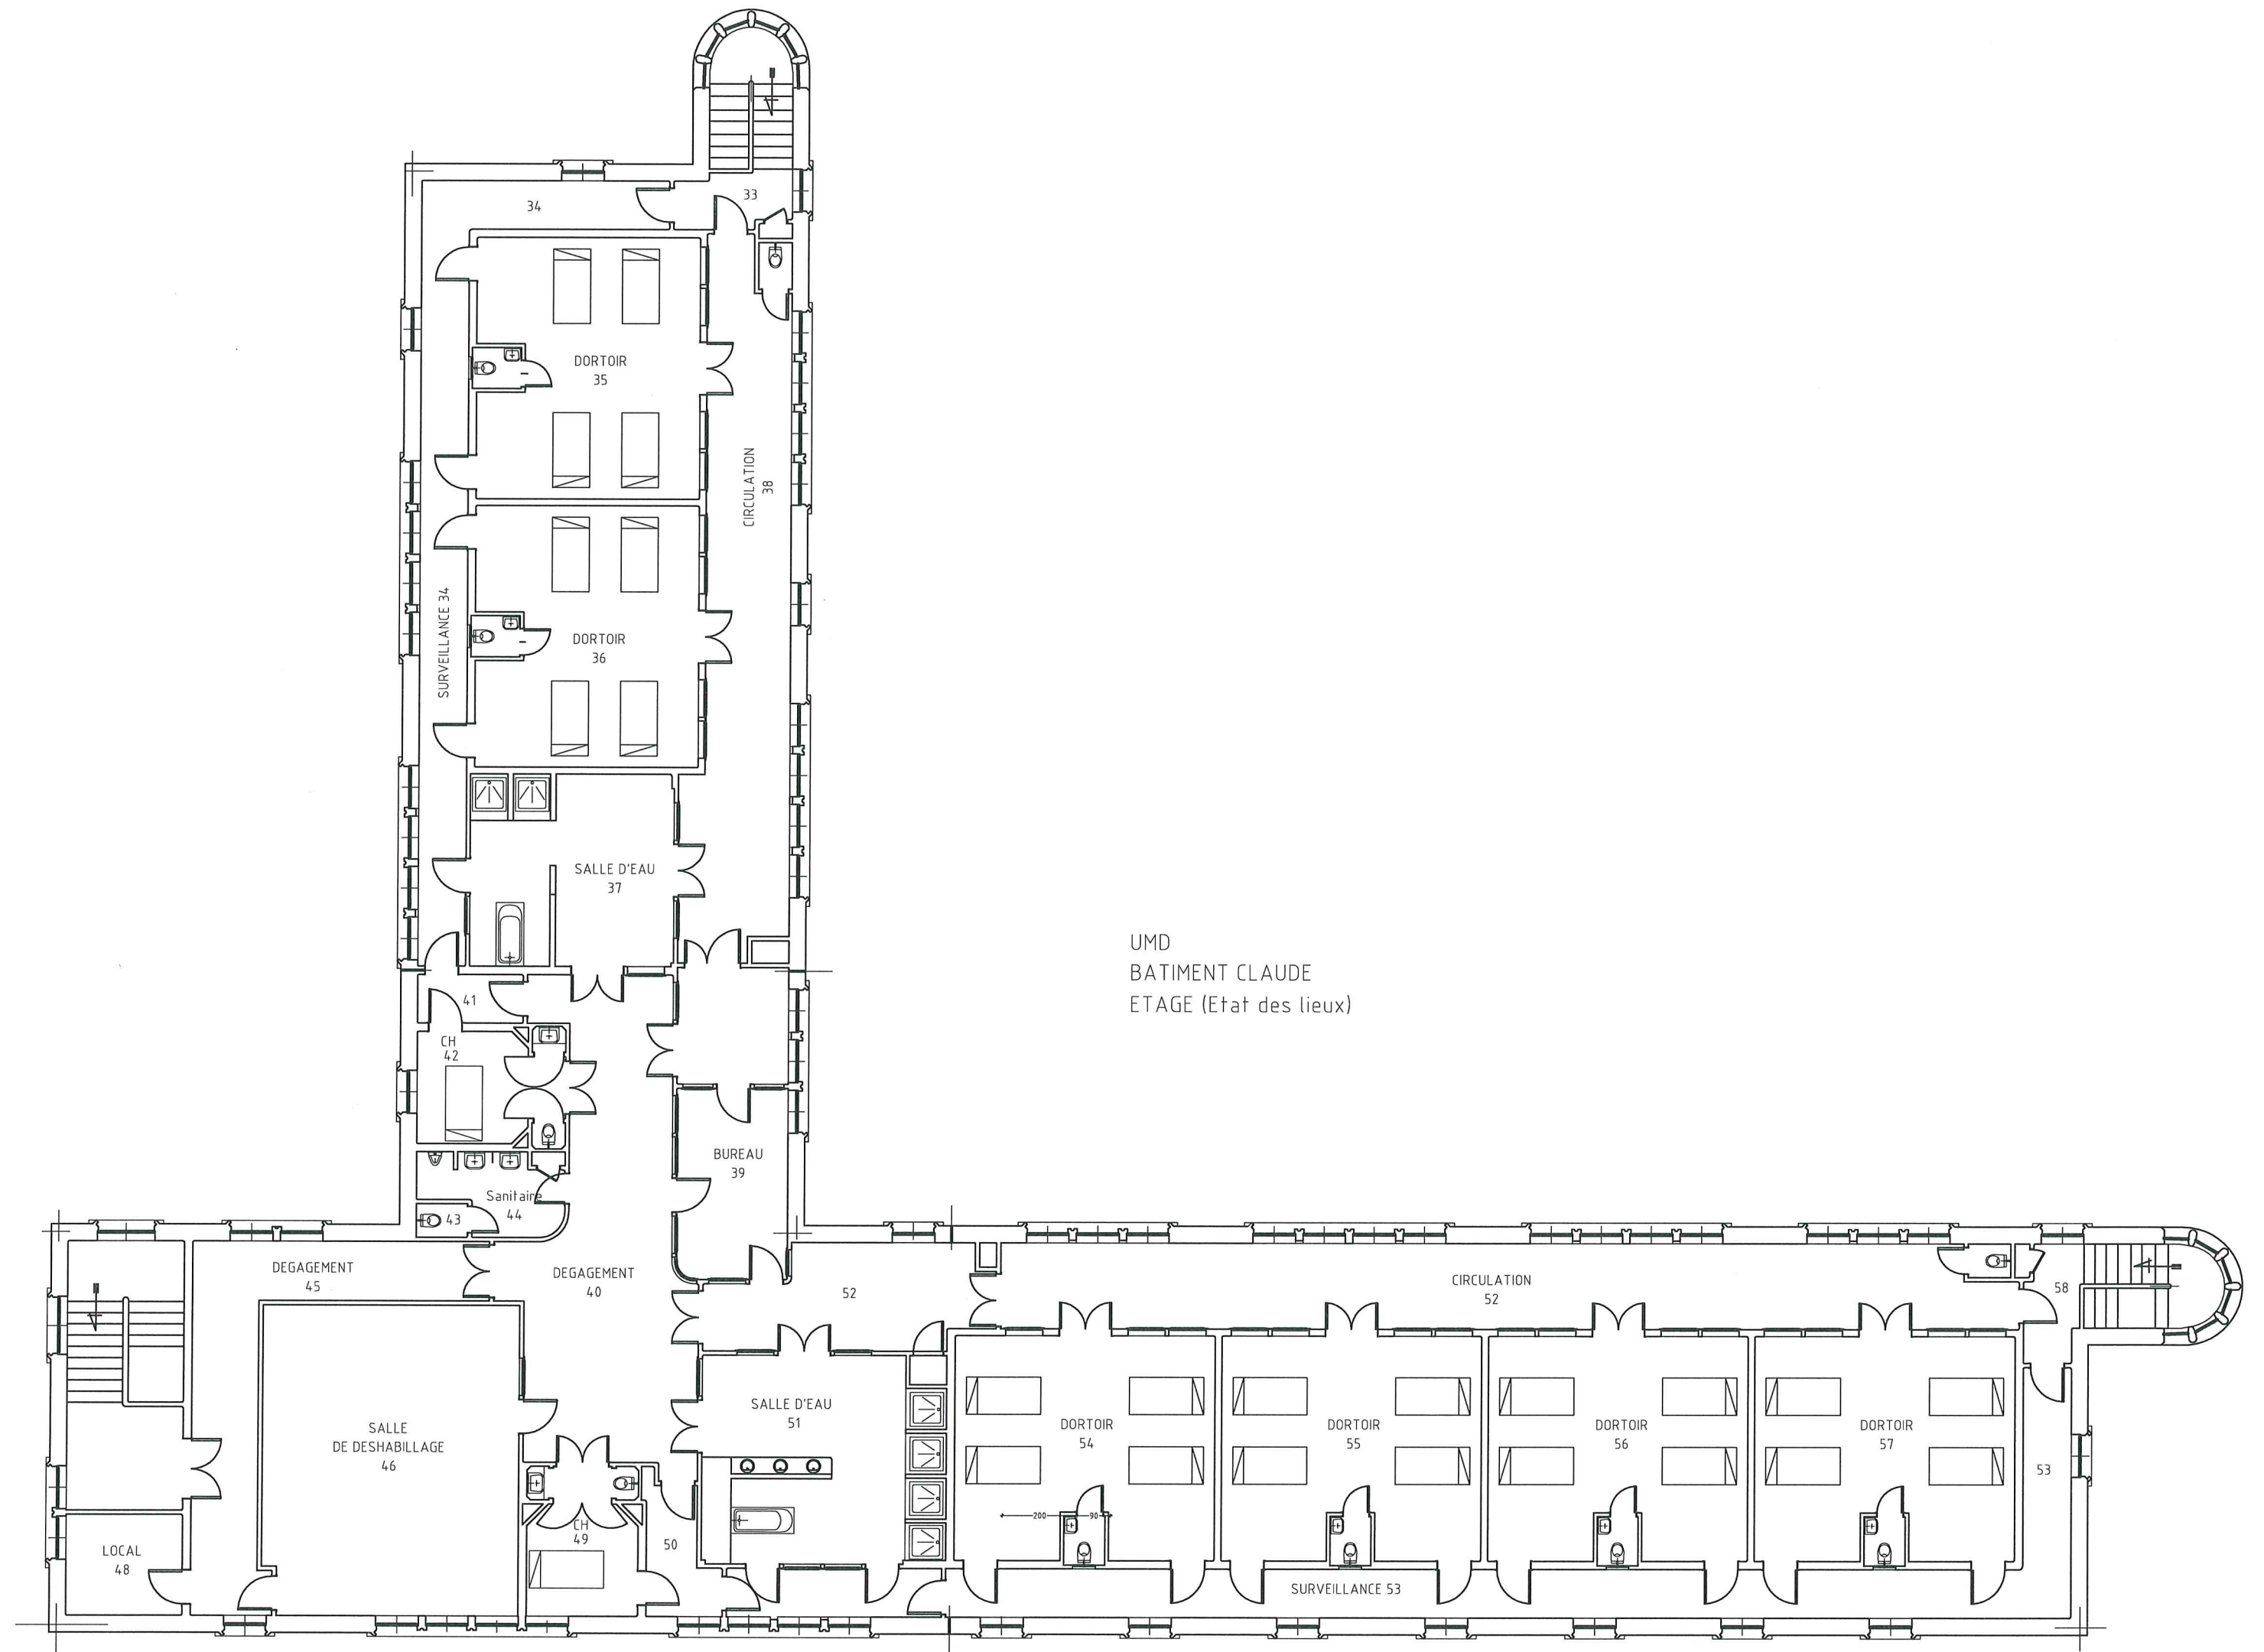 33
34
DORTOIR
35
CIRCULATION
38
SURVEILLANCE 34
DORTOIR
36
SALLE D'EAU
37
UMD
BATIMENT CLAUDE
ETAGE (Etat des lieux)
41
CH
42
BUREAU
39
Sanitaire
44
43
DEGAGEMENT
45
DEGAGEMENT
40
52
CIRCULATION
52
58
SALLE
DE DESHABILLAGE
46
SALLE D'EAU
51
DORTOIR
54
DORTOIR
55
DORTOIR
56
DORTOIR
57
53
200
90
CH
49
50
LOCAL
48
SURVEILLANCE 53